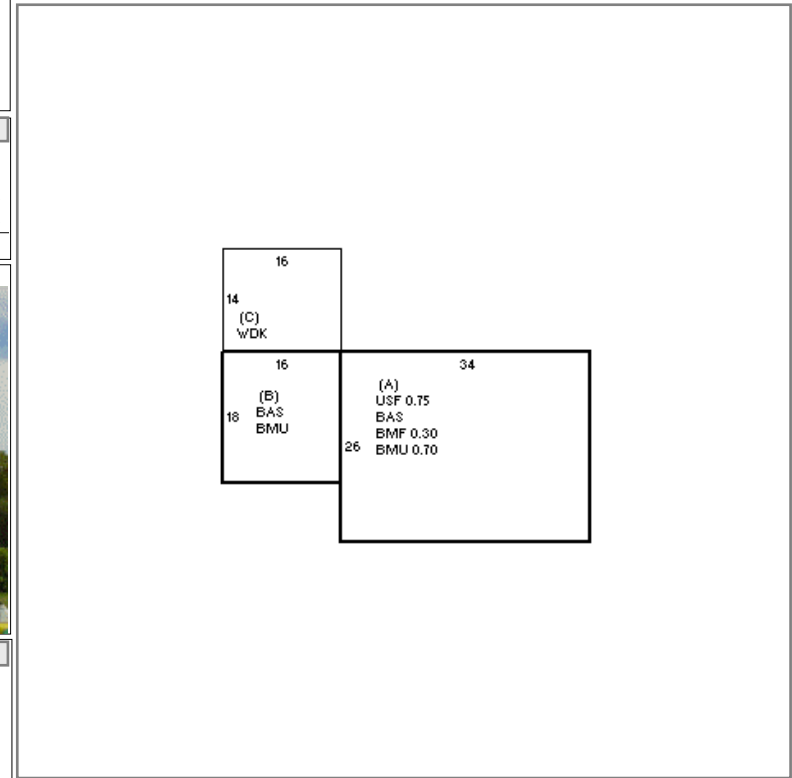 16
14
(C)
WDK
16
18
(B)
BAS
BMU
34
(A)
USF 0.75
BAS
BMF 0.30
BMU 0.70
26